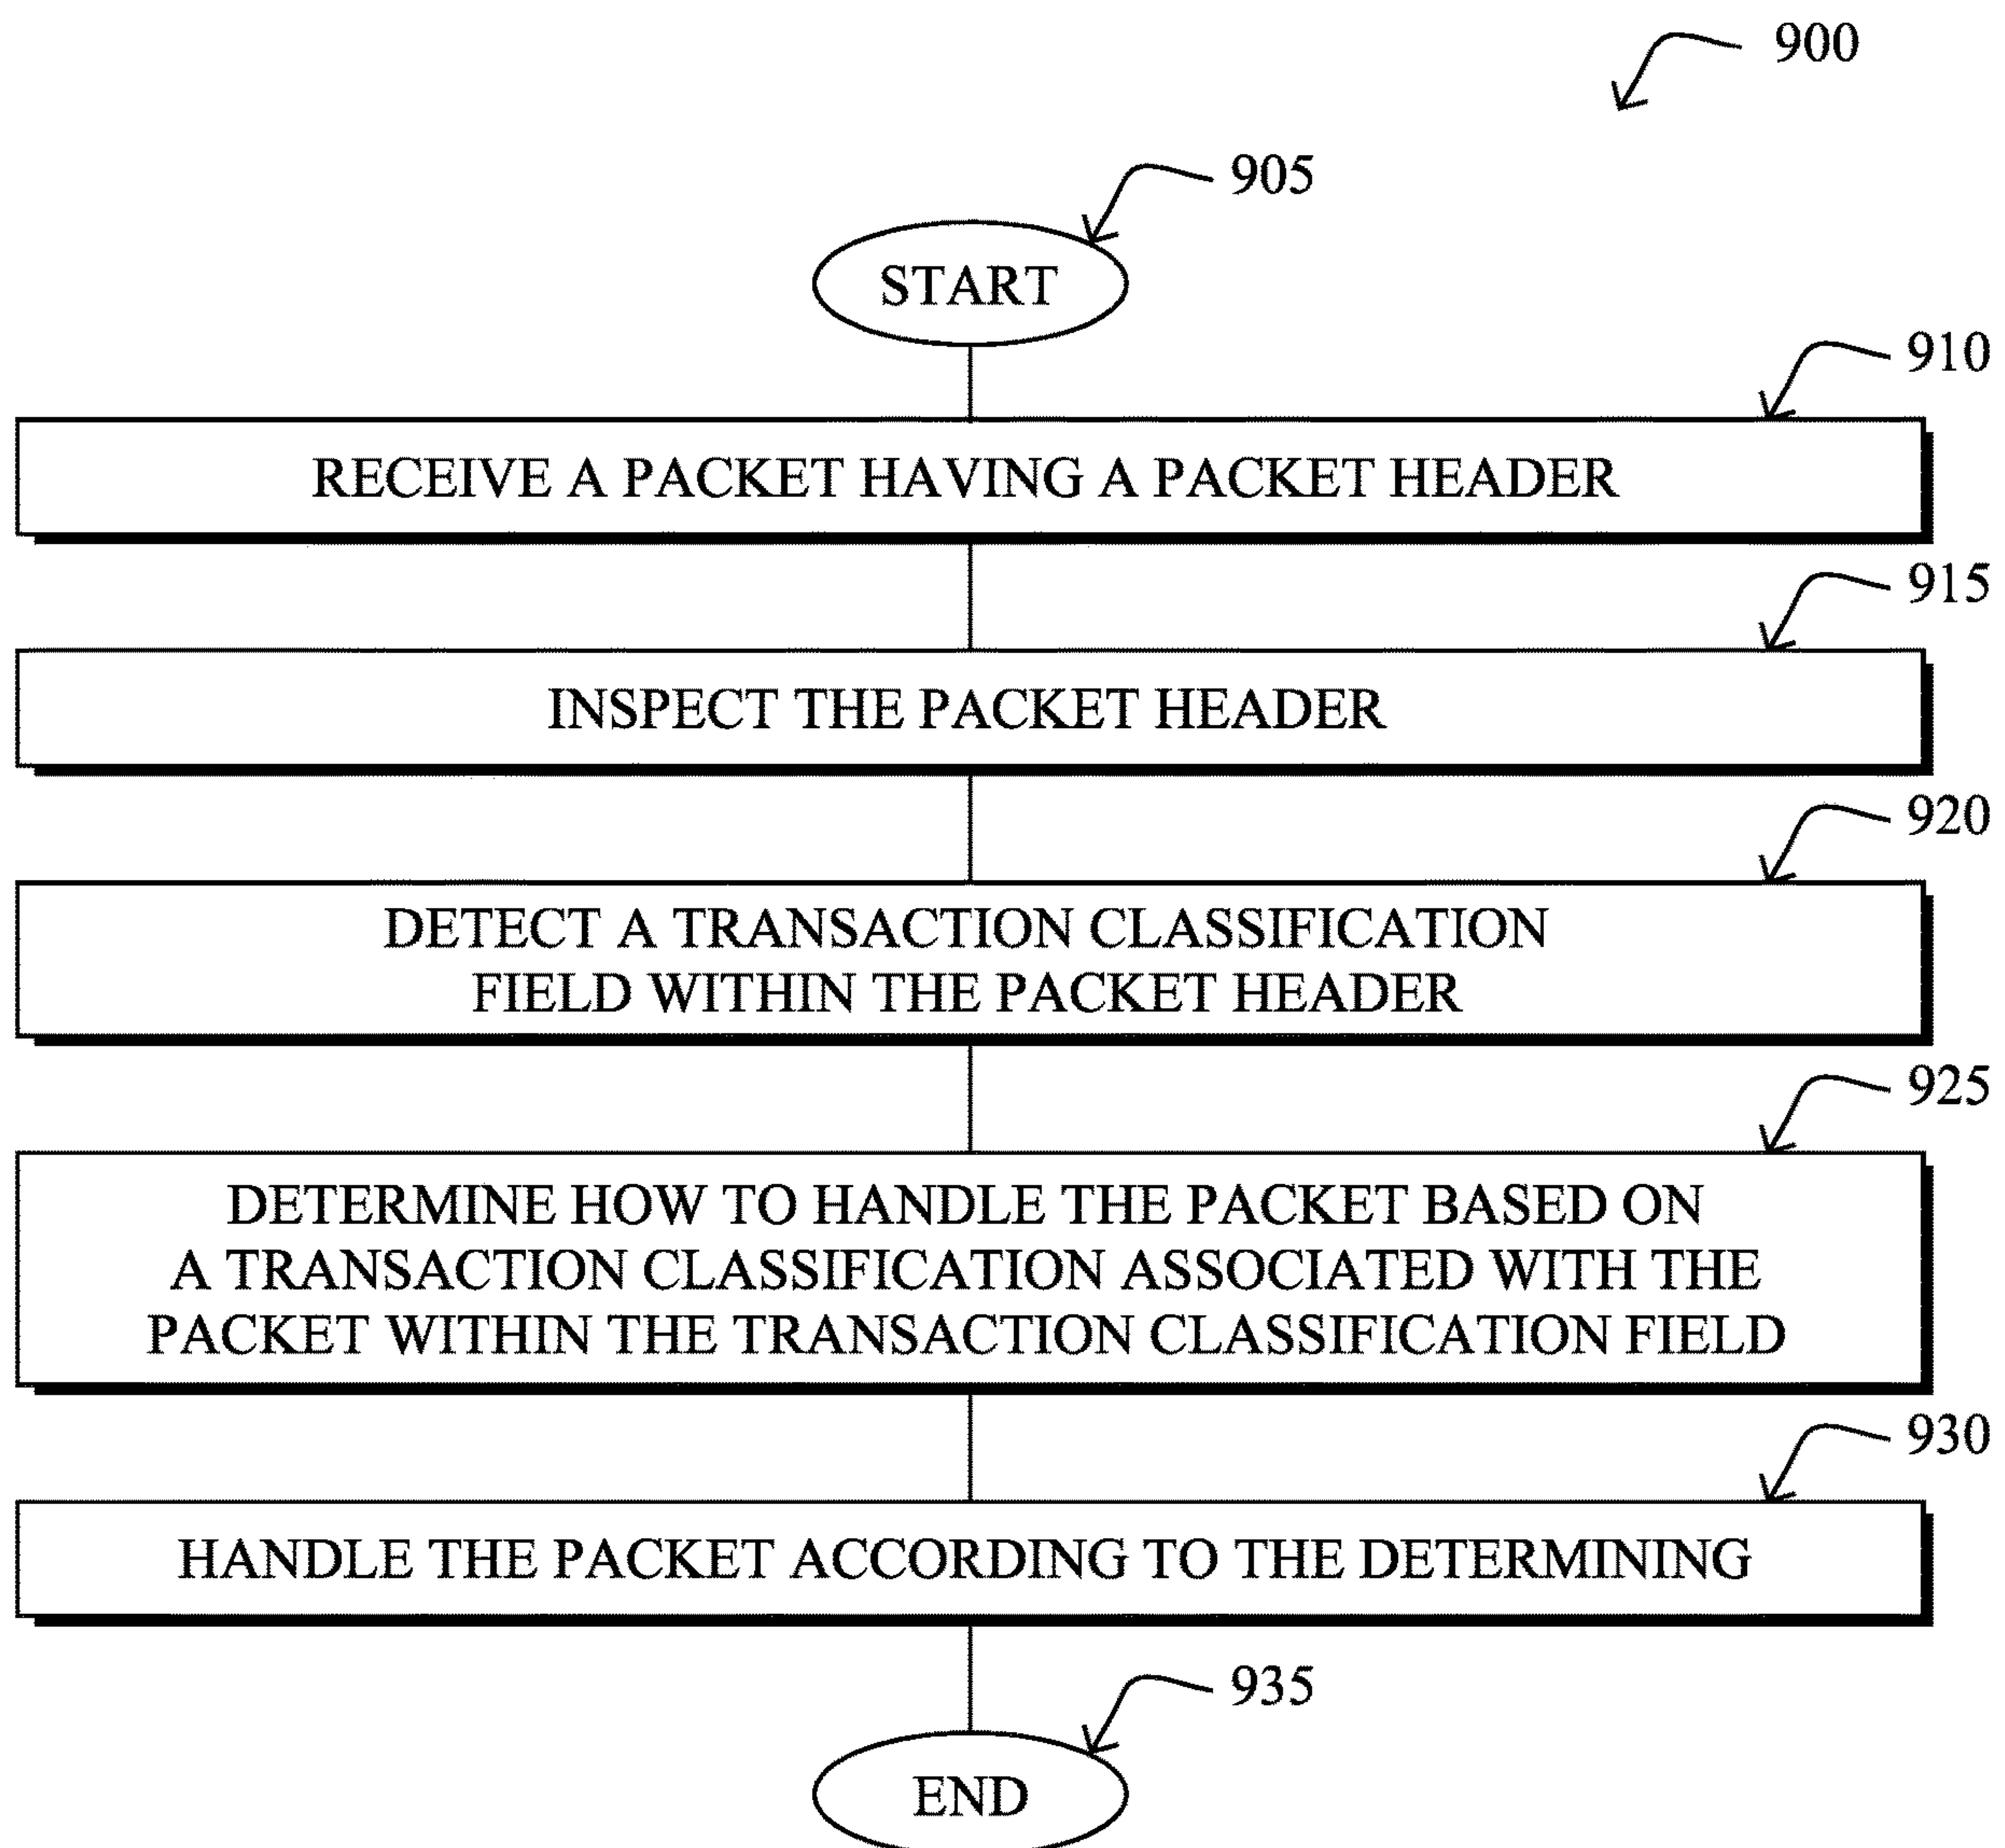 900
905
START
910
RECEIVE A PACKET HAVING A PACKET HEADER
915
INSPECT THE PACKET HEADER
920
DETECT A TRANSACTION CLASSIFICATION
FIELD WITHIN THE PACKET HEADER
925
DETERMINE HOW TO HANDLE THE PACKET BASED ON
A TRANSACTION CLASSIFICATION ASSOCIATED WITH THE
PACKET WITHIN THE TRANSACTION CLASSIFICATION FIELD
930
HANDLE THE PACKET ACCORDING TO THE DETERMINING
935
END